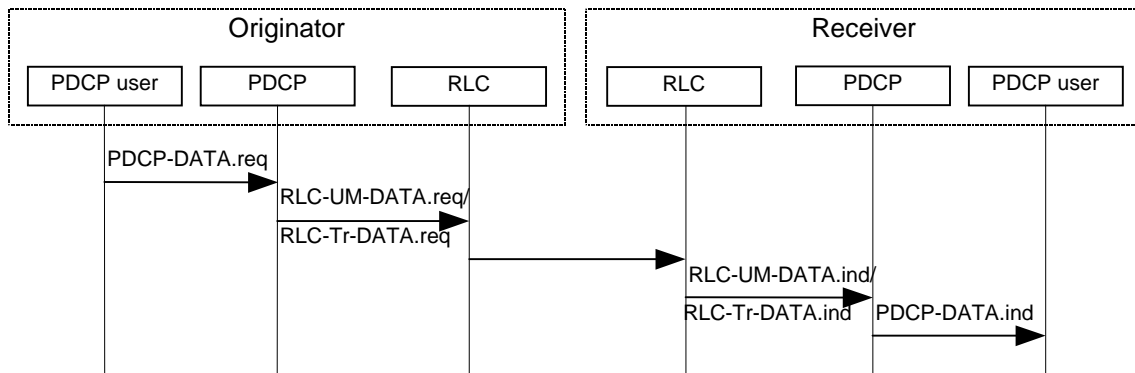 Originator
Receiver
PDCP user
PDCP
RLC
RLC
PDCP
PDCP user
PDCP-DATA.req
RLC-UM-DATA.req/
RLC-Tr-DATA.req
RLC-UM-DATA.ind/
RLC-Tr-DATA.ind
PDCP-DATA.ind